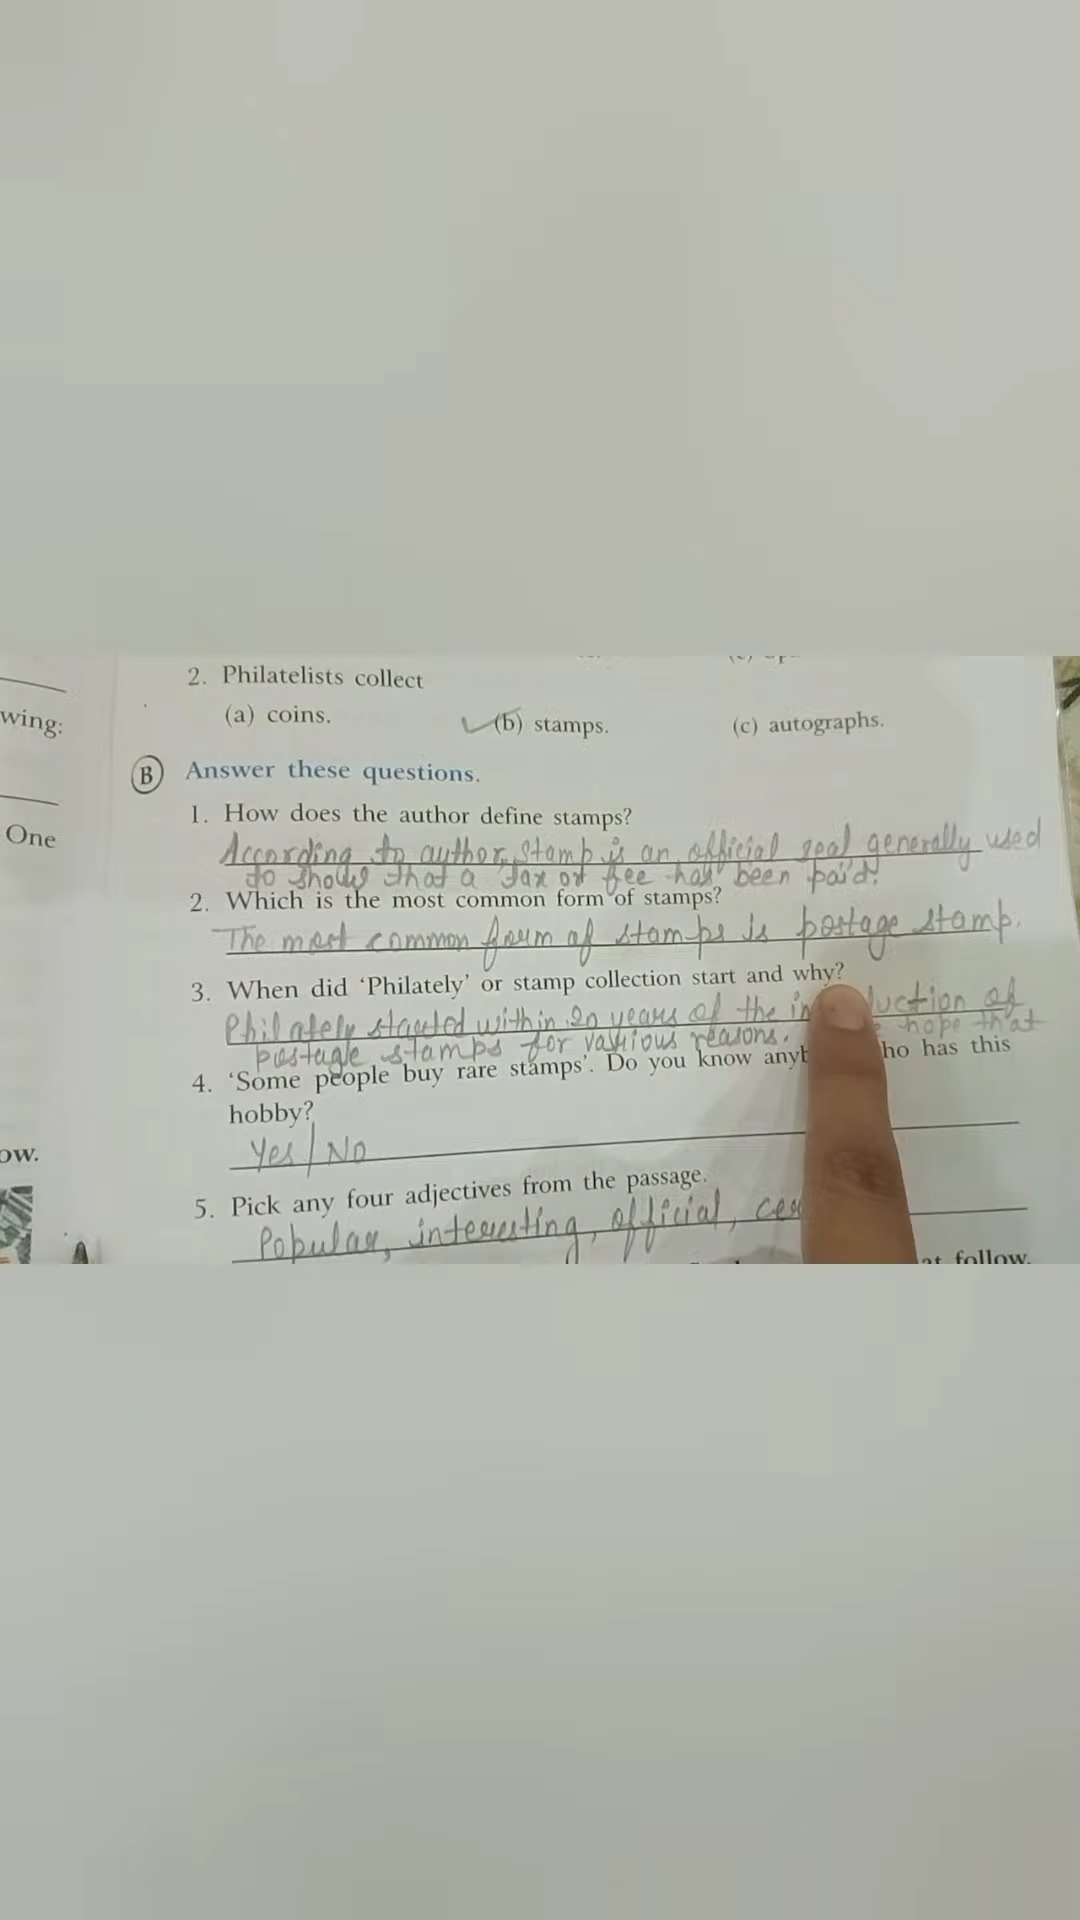 2. Philatelists collect
wing:
(a) coins. (b) stamps. (c) autographs.
B Answer these questions.
1. How does the author define stamps?
One
According to author, stamp is an official seal generally used
to shows that a tax or fee has been paid.
2. Which is the most common form of stamps?
The most common form of stamps is postage stamp.
3. When did 'Philately' or stamp collection start and why?
Philately started within 20 years of the of
postage stamps for various reasons. hope that
4. 'Some people buy rare stamps'. Do you know has this
hobby?
ow.
Yes/No
5. Pick any four adjectives from the passage.
Popular, interesting, official,
follow.